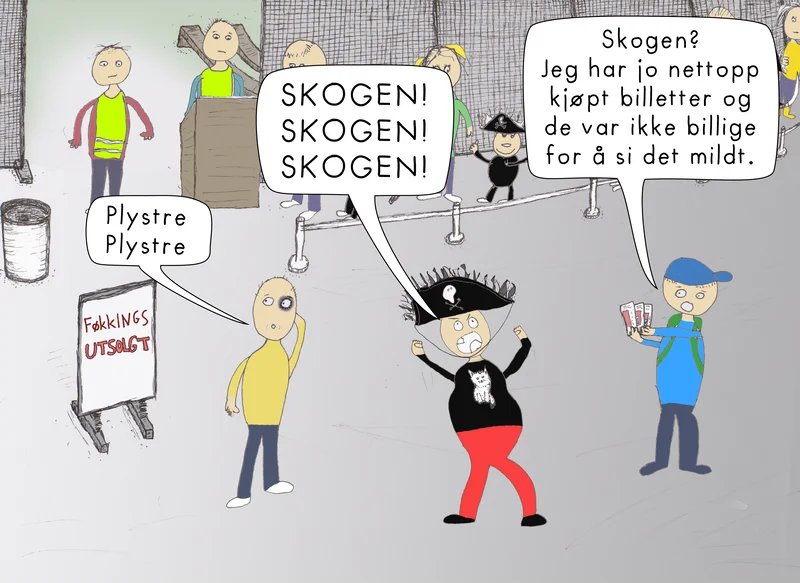 SKOGEN!
SKOGEN!
SKOGEN!
Skogen?
Jeg har jo nettopp
kjøpt billetter og
de var ikke billige
for å si det mildt.
Plystre
Plystre
FØKKINGS
UTSOLGT